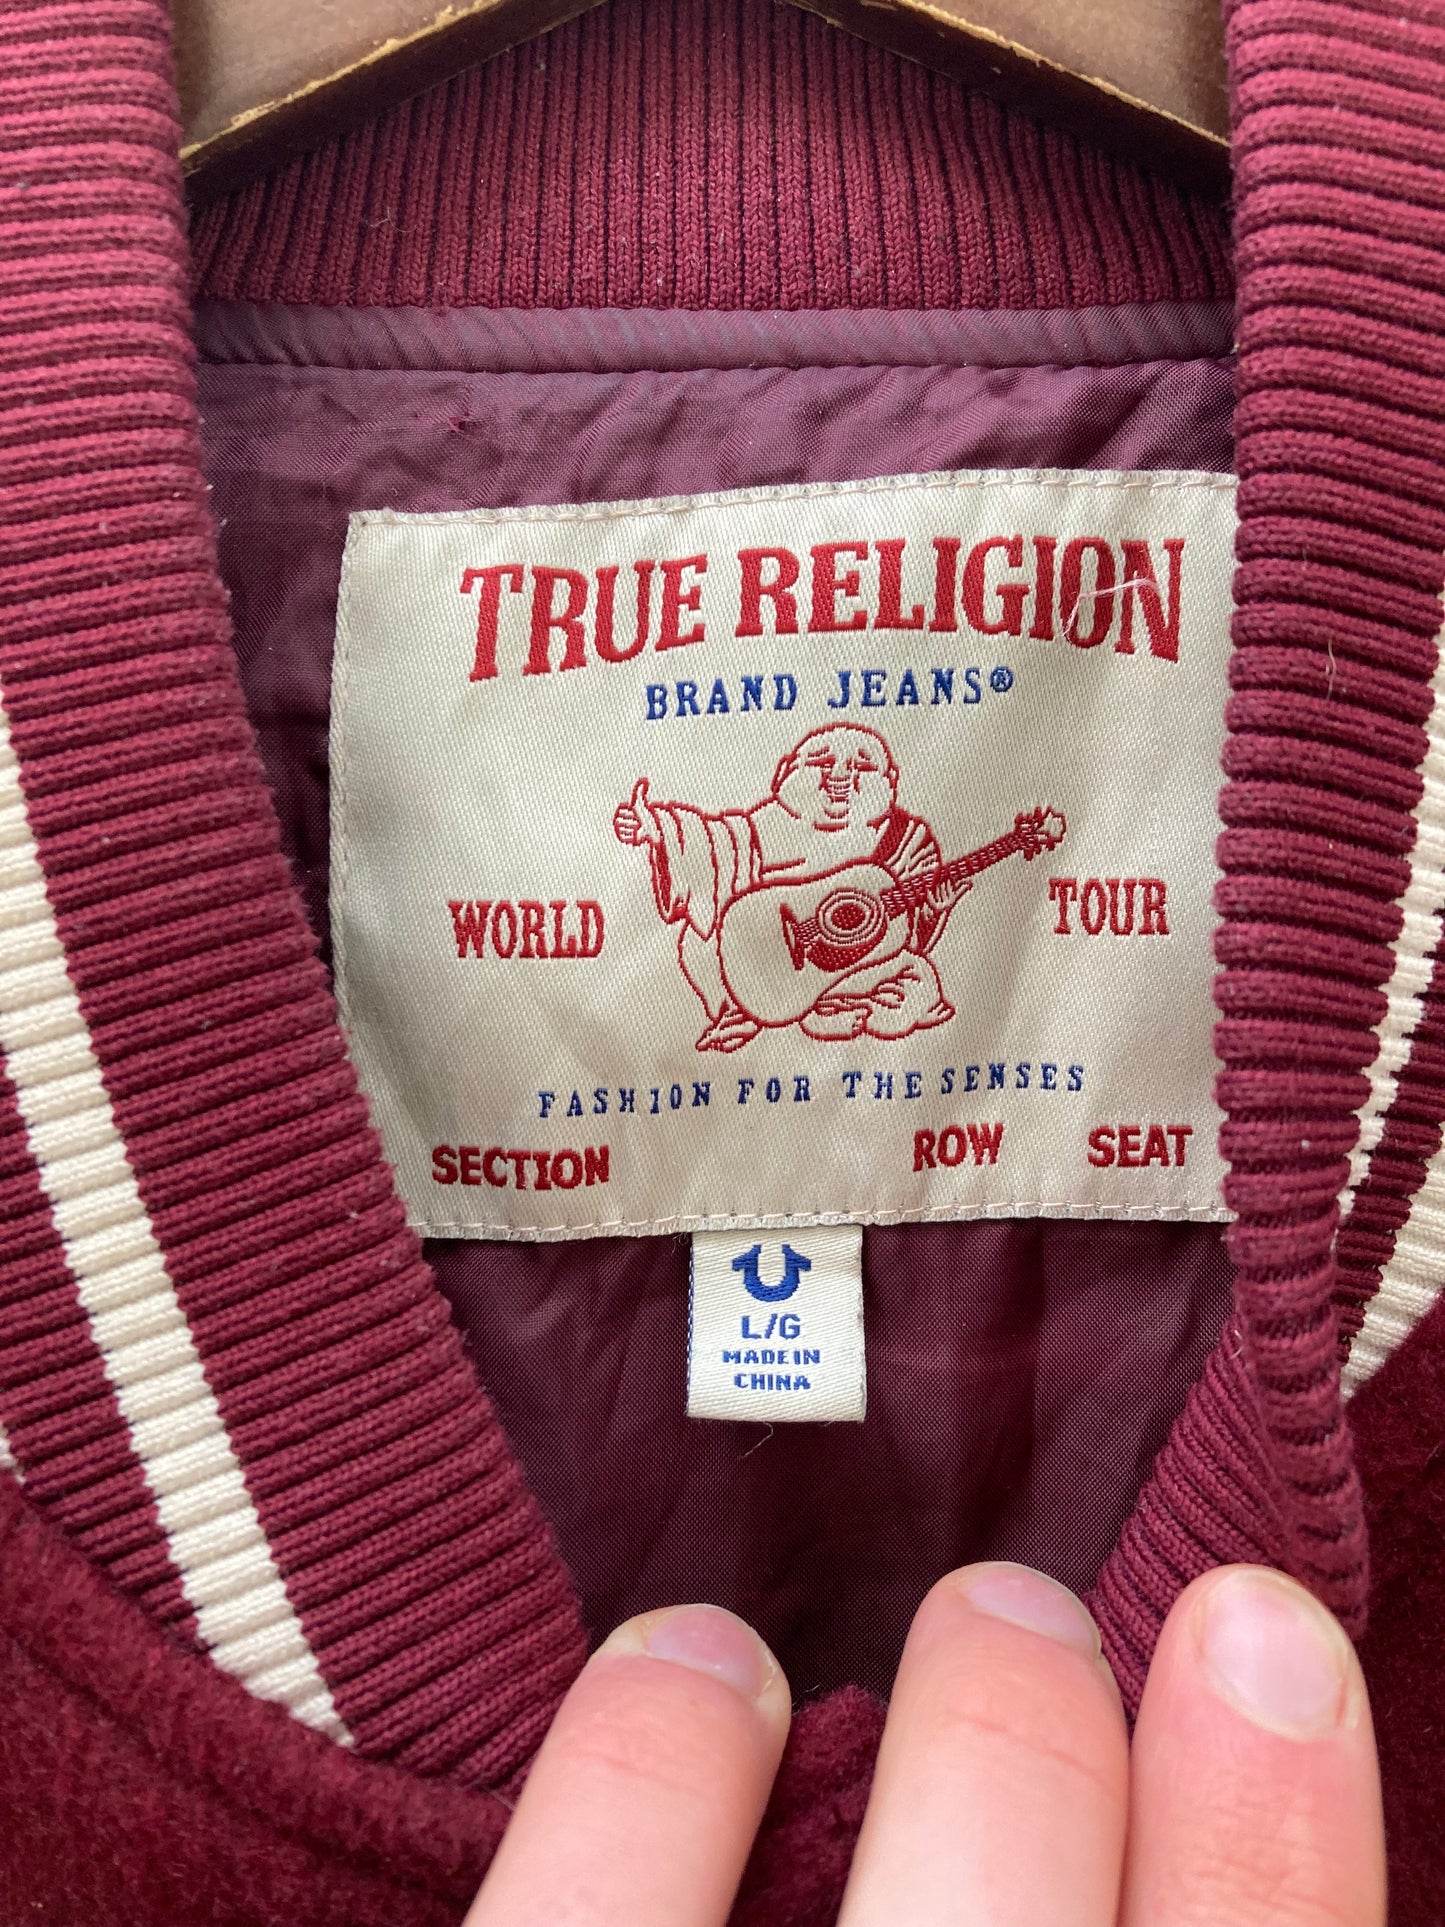 TRUE RELIGION
BRAND JEANS®
WORLD TOUR
FASHION FOR THE SENSES
SECTION ROW SEAT
L/G
MADE IN
CHINA